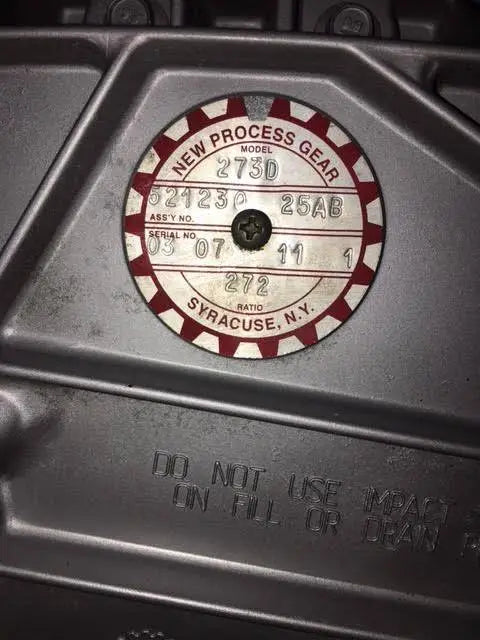 NEW PROCESS GEAR
MODEL
273D
25AB
ASS'Y NO.
SERIAL NO.
03 07 11 1
272
RATIO
SYRACUSE, N.Y.
DO NOT USE IMPACT
ON FILL OR DRAIN